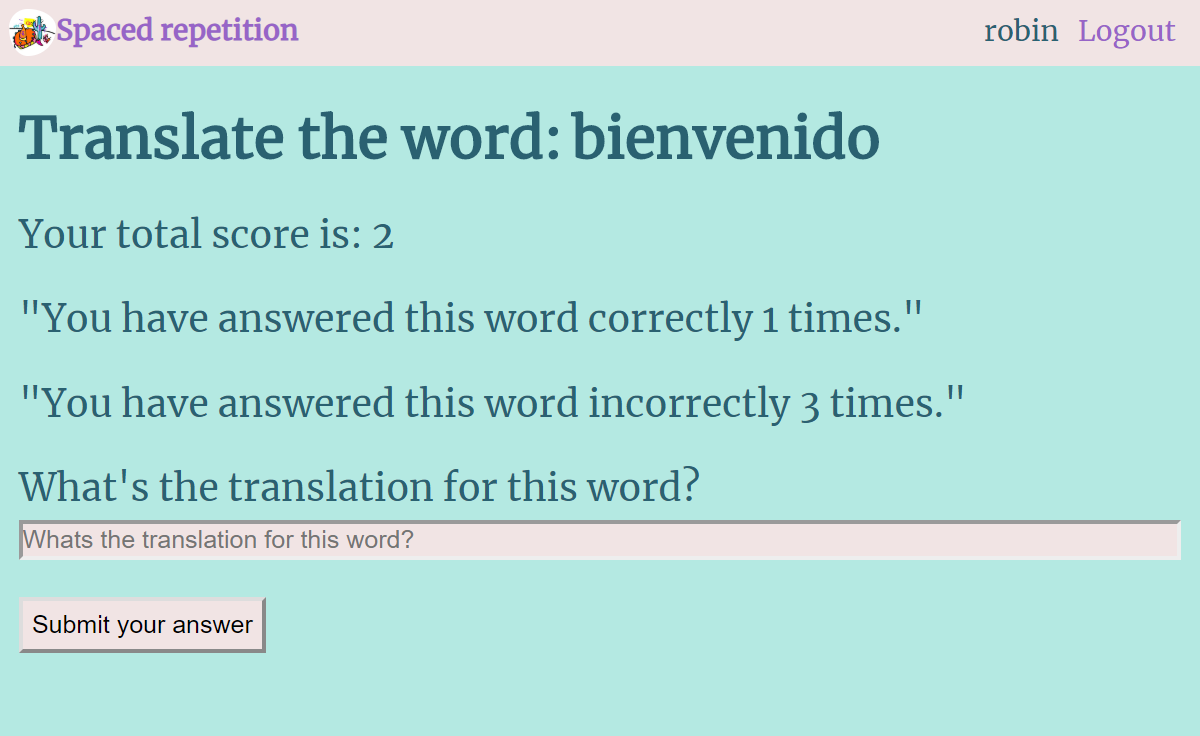 Spaced repetition
robin Logout
Translate the word: bienvenido
Your total score is: 2
"You have answered this word correctly 1 times."
"You have answered this word incorrectly 3 times."
What's the translation for this word?
Whats the translation for this word?
Submit your answer